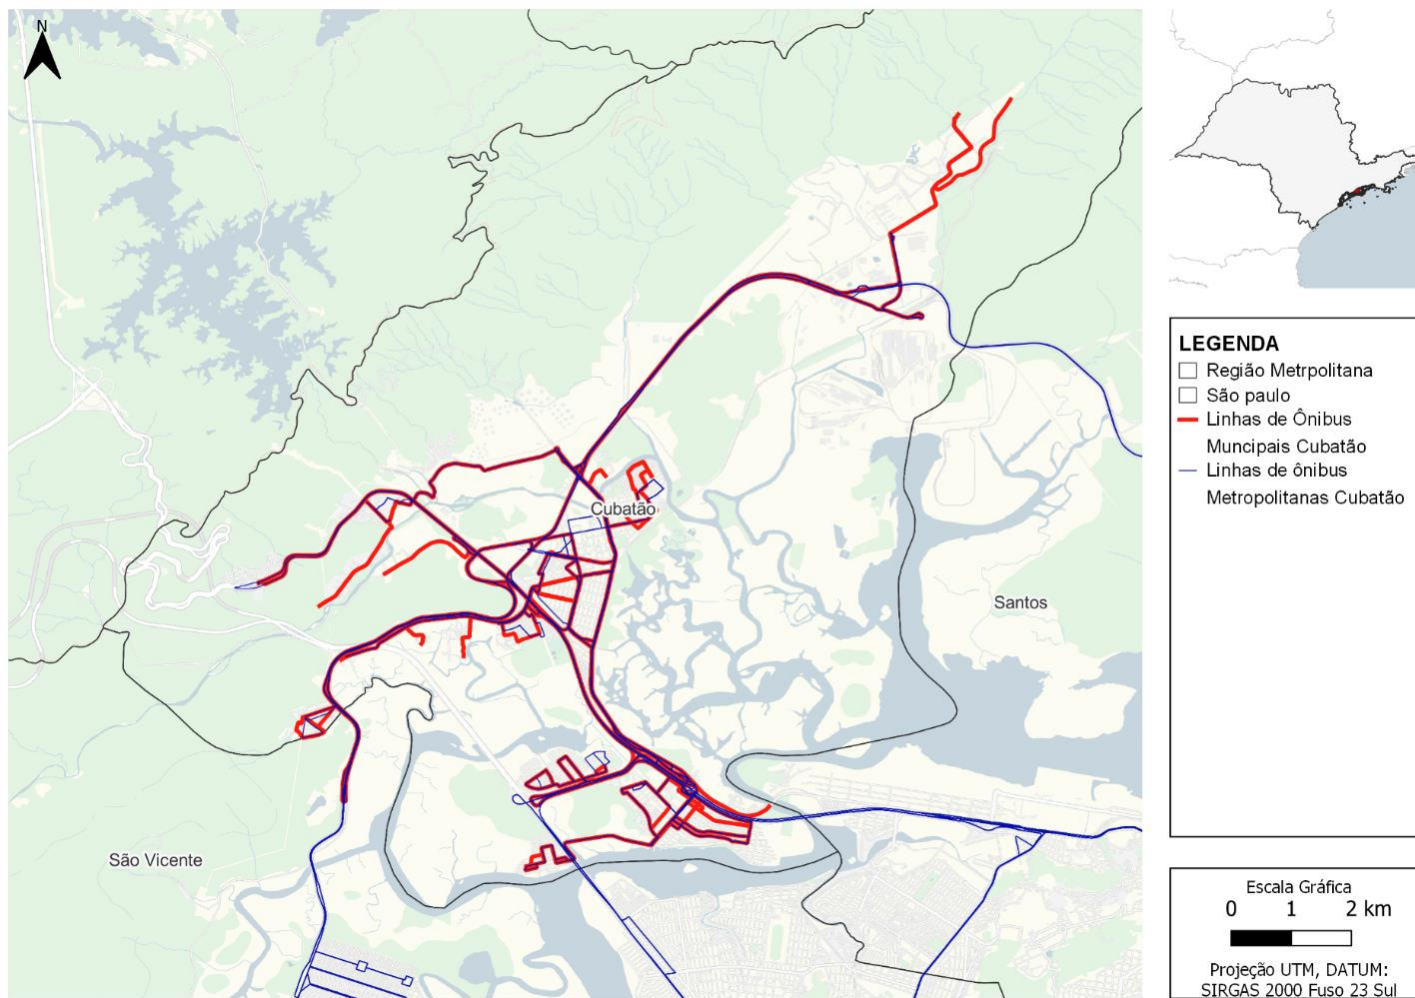 N
Cubatão
Santos
São Vicente
LEGENDA
Região Metrpolitana
São paulo
Linhas de Ônibus
Muncipais Cubatão
Linhas de ônibus
Metropolitanas Cubatão
Escala Gráfica
0 1 2 km
Projeção UTM, DATUM:
SIRGAS 2000 Fuso 23 Sul